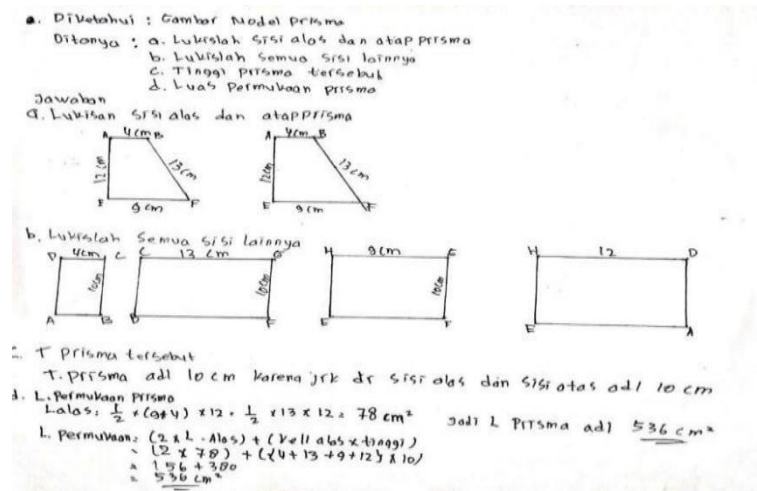 a. Diketahui : Gambar Model prisma
Ditanya : a. Lukislah sisi alas dan atap prisma
b. Lukislah semua sisi lainnya
c. Tinggi prisma tersebut
d. Luas permukaan prisma
Jawaban
a. Lukisan sisi alas dan atap prisma
A 4cm B A 4cm B
12 cm 13 cm 12cm 13 cm
E 9 cm F E 9 cm F
b. Lukislah semua sisi lainnya
D 4cm C C 13 cm G H 9cm H 12 D
10cm 10cm 10cm
A B B F E F E A
c. T prisma tersebut
T. prisma adl 10 cm karena jrk dr sisi alas dan sisi atas adl 10 cm
d. L. Permukaan Prisma
L alas: 1/2 × (9+4) × 12 = 1/2 × 13 × 12 = 78 cm²
Jadi L Prisma adl 536 cm²
L. permukaan = (2 x L. Alas) + (kell alas x tinggi)
= (2 x 78) + ((4 + 13 + 9 + 12) x 10)
= 156 + 380
= 536 cm²